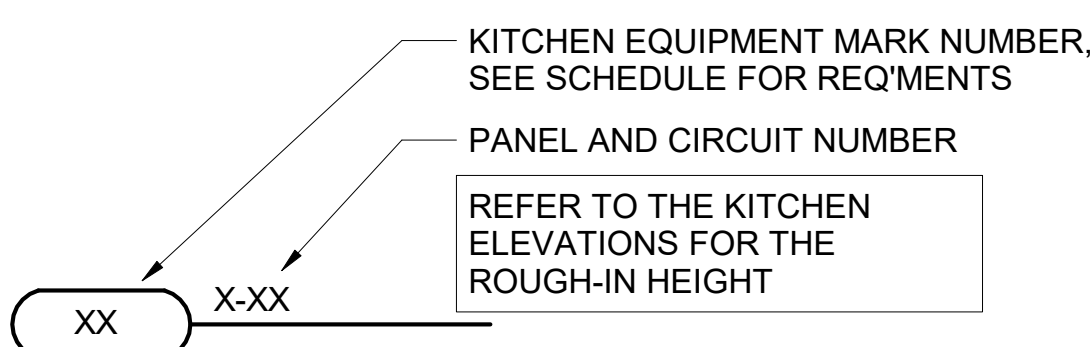 KITCHEN EQUIPMENT MARK NUMBER,
SEE SCHEDULE FOR REQ'MENTS
PANEL AND CIRCUIT NUMBER
REFER TO THE KITCHEN
ELEVATIONS FOR THE
ROUGH-IN HEIGHT
X-XX
XX